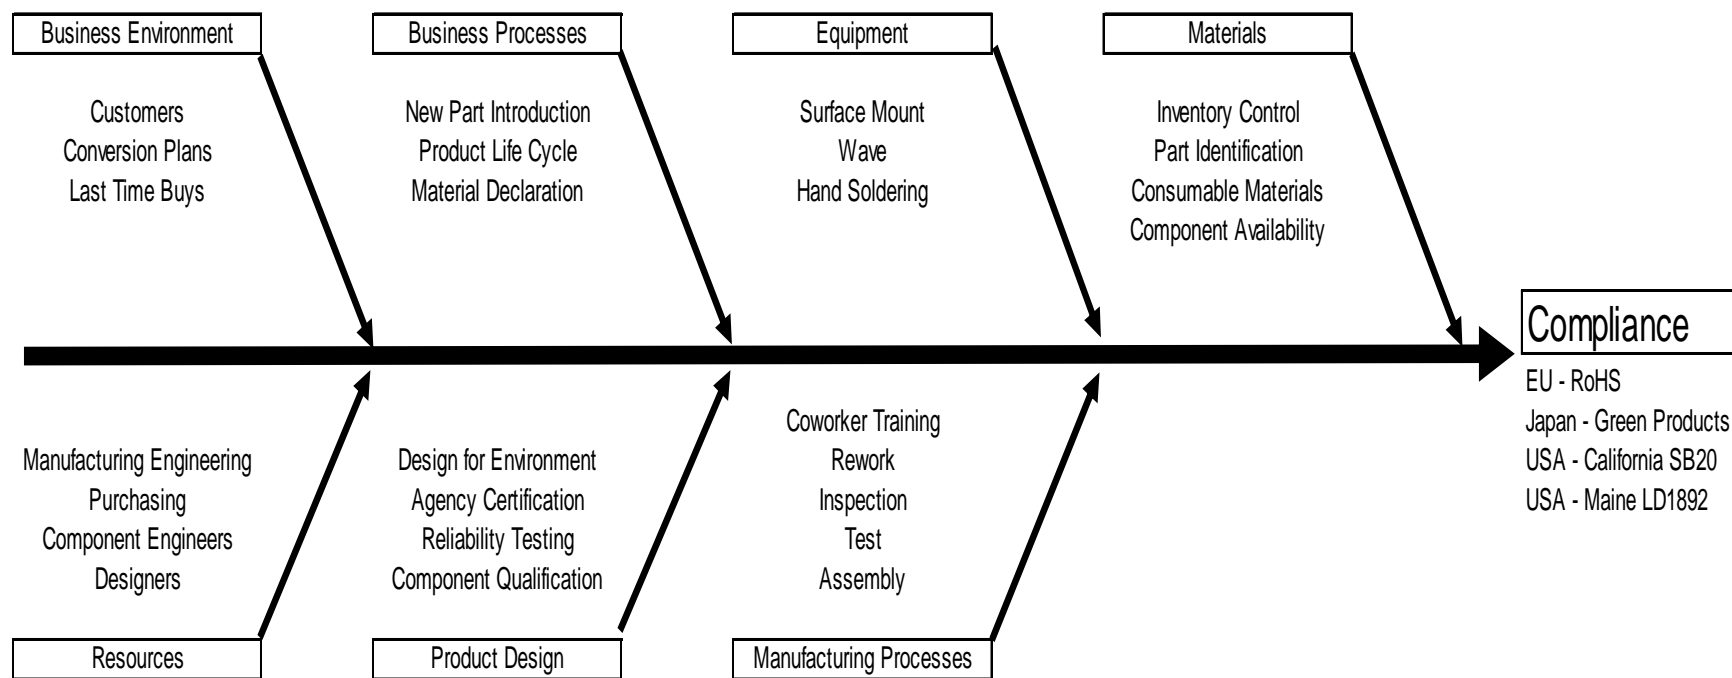 Business Environment
Business Processes
Equipment
Materials
Customers
Conversion Plans
Last Time Buys
New Part Introduction
Product Life Cycle
Material Declaration
Surface Mount
Wave
Hand Soldering
Inventory Control
Part Identification
Consumable Materials
Component Availability
Compliance
EU - RoHS
Japan - Green Products
USA - California SB20
USA - Maine LD1892
Manufacturing Engineering
Purchasing
Component Engineers
Designers
Design for Environment
Agency Certification
Reliability Testing
Component Qualification
Coworker Training
Rework
Inspection
Test
Assembly
Resources
Product Design
Manufacturing Processes